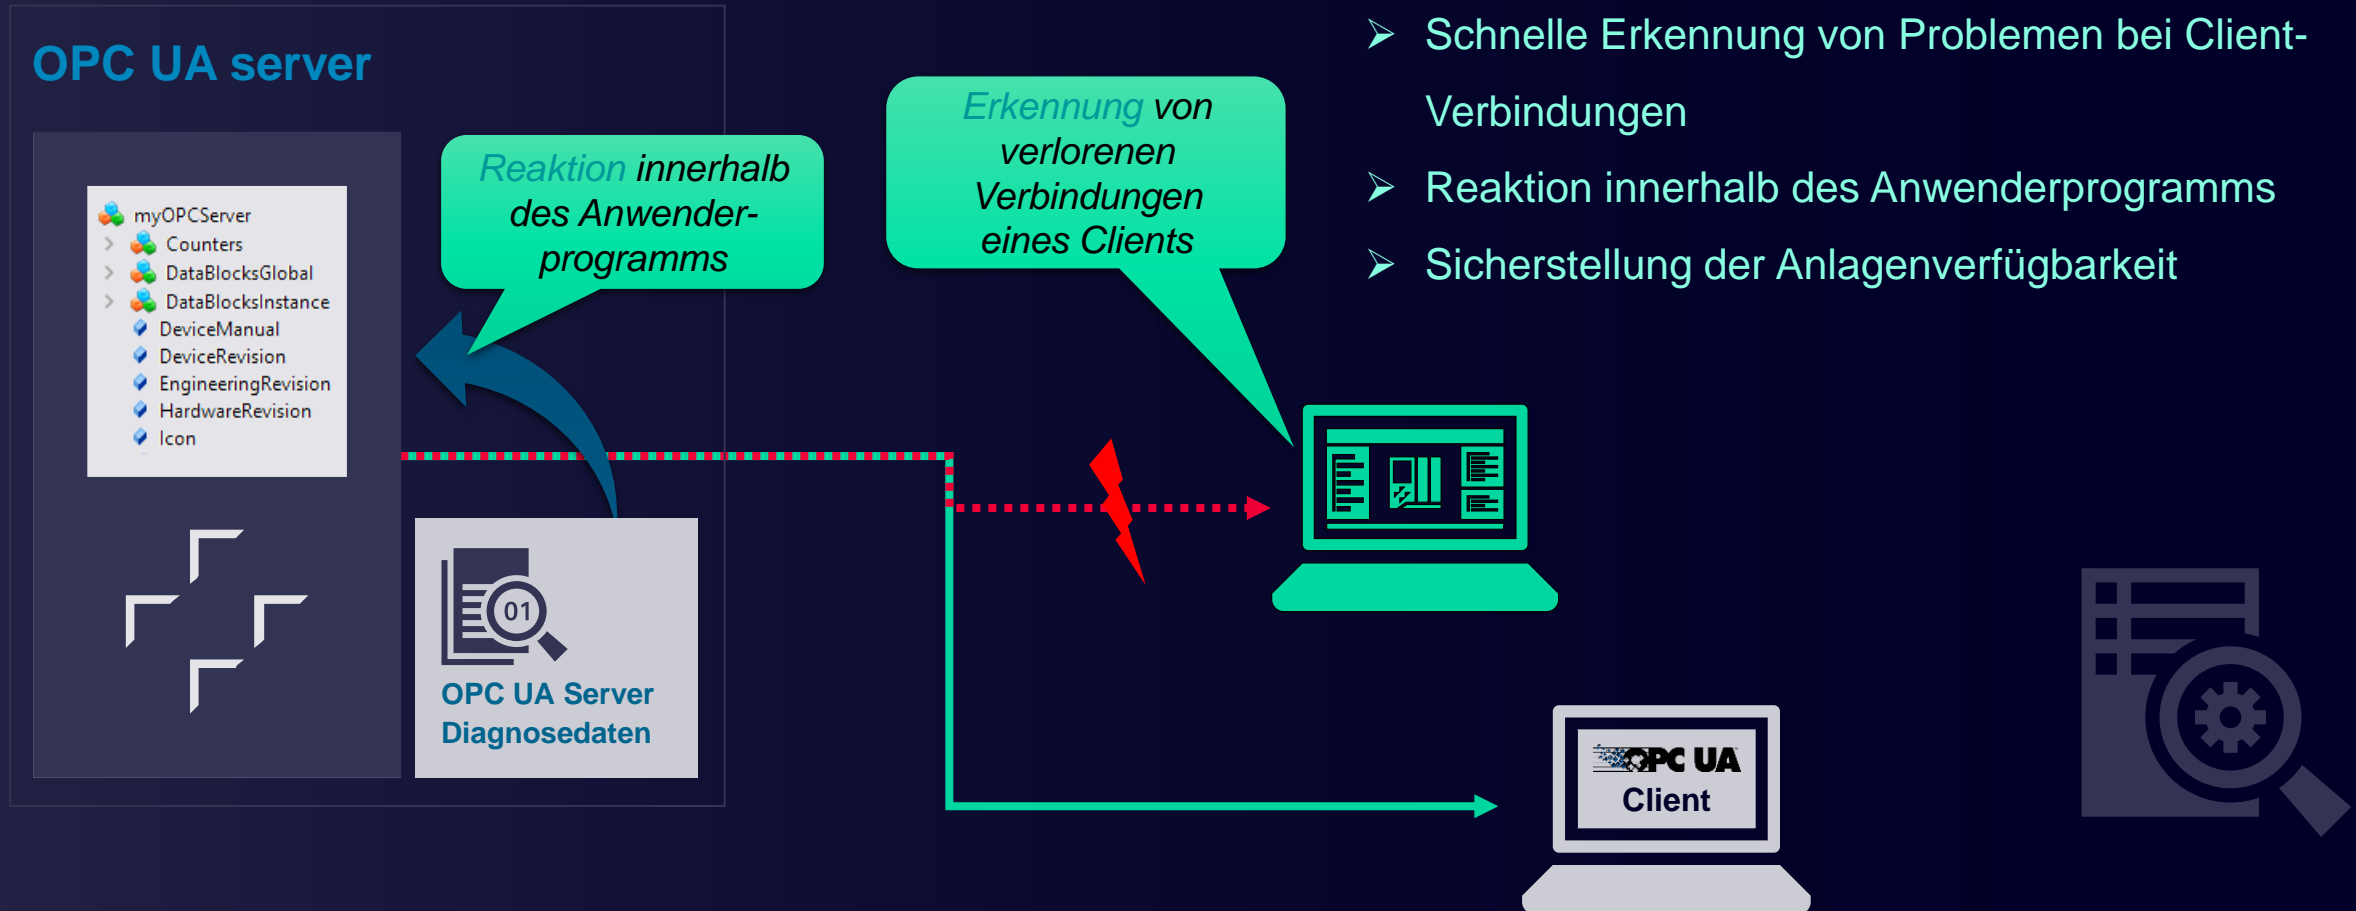 OPC UA server
myOPCServer
Counters
DataBlocksGlobal
DataBlocksInstance
DeviceManual
DeviceRevision
EngineeringRevision
HardwareRevision
Icon
Reaktion innerhalb
des Anwender-
programms
01
OPC UA Server
Diagnosedaten
Erkennung von
verlorenen
Verbindungen
eines Clients
Schnelle Erkennung von Problemen bei Client-
Verbindungen
Reaktion innerhalb des Anwenderprogramms
Sicherstellung der Anlagenverfügbarkeit
OPC UA
Client